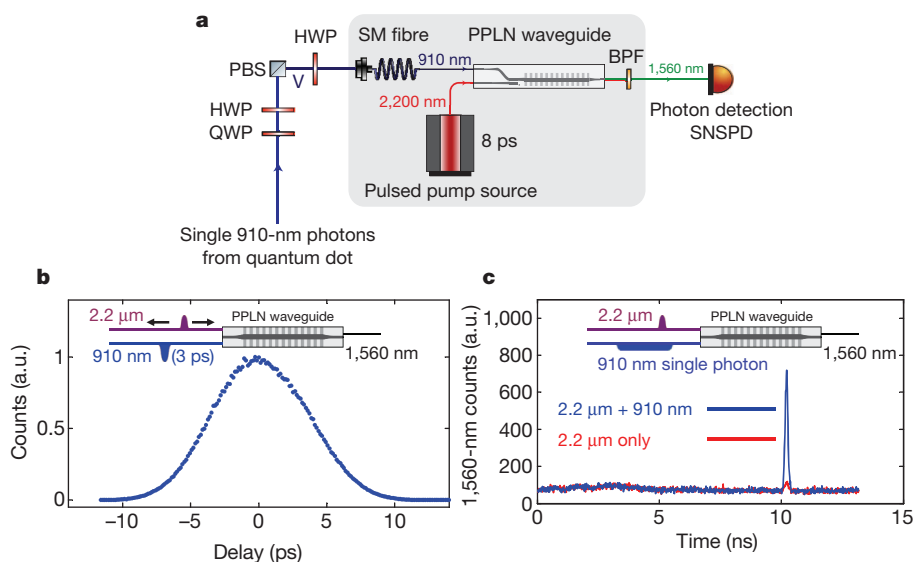 a
HWP
SM fibre
PPLN waveguide
PBS
V
910 nm
BPF
1,560 nm
HWP
2,200 nm
Photon detection
SNSPD
QWP
8 ps
Pulsed pump source
Single 910-nm photons
from quantum dot
b
2.2 μm
PPLN waveguide
910 nm
(3 ps)
1,560 nm
1
0.5
0
Counts (a.u.)
−10
−5
0
5
10
Delay (ps)
c
1,000
800
600
400
200
0
1,560-nm counts (a.u.)
2.2 μm
PPLN waveguide
910 nm single photon
1,560 nm
2.2 μm + 910 nm
2.2 μm only
0
5
10
15
Time (ns)